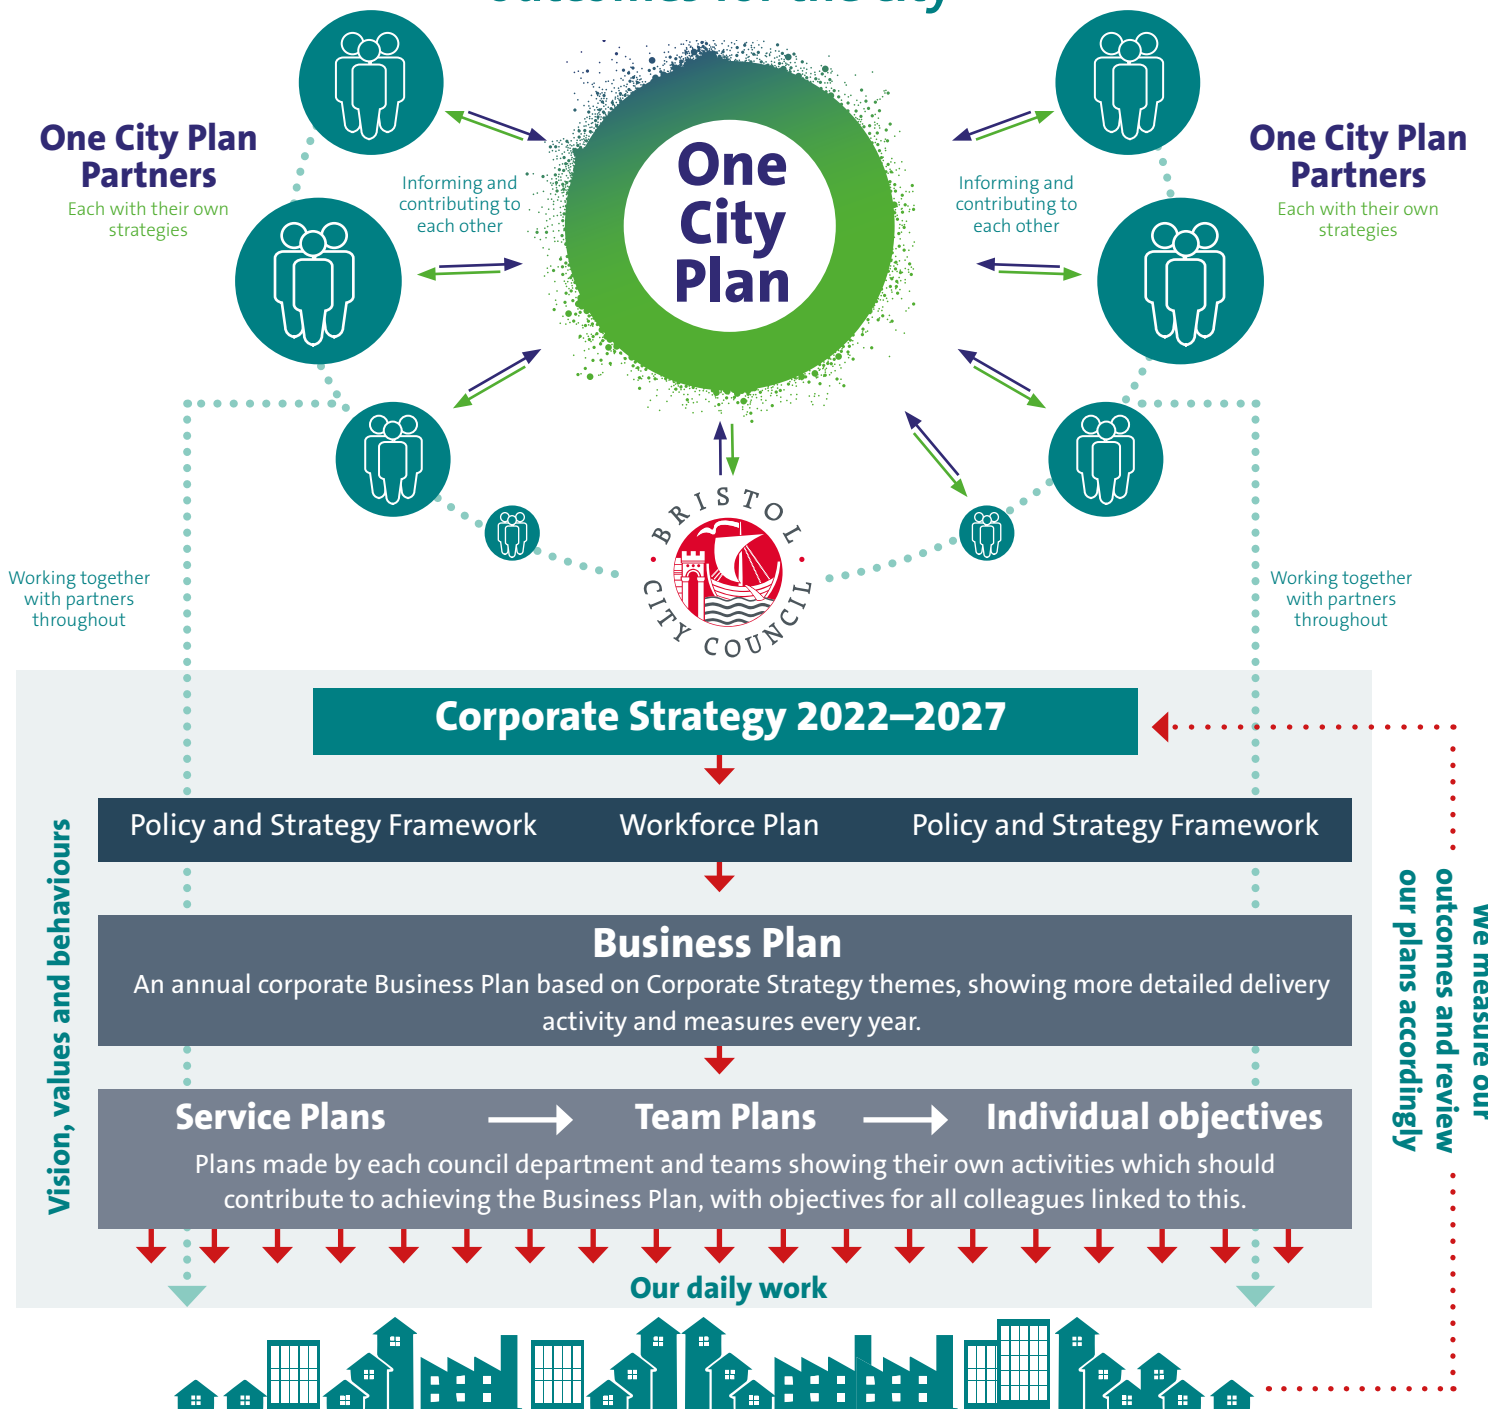 outcomes for the city
One City Plan
Partners
Each with their own
strategies
Informing and
contributing to
each other
One
City
Plan
Informing and
contributing to
each other
One City Plan
Partners
Each with their own
strategies
BRISTOL
CITY COUNCIL
Working together
with partners
throughout
Working together
with partners
throughout
Corporate Strategy 2022–2027
Policy and Strategy Framework
Workforce Plan
Policy and Strategy Framework
Business Plan
An annual corporate Business Plan based on Corporate Strategy themes, showing more detailed delivery
activity and measures every year.
Service Plans
Team Plans
Individual objectives
Plans made by each council department and teams showing their own activities which should
contribute to achieving the Business Plan, with objectives for all colleagues linked to this.
Our daily work
Vision, values and behaviours
We measure our
outcomes and review
our plans accordingly